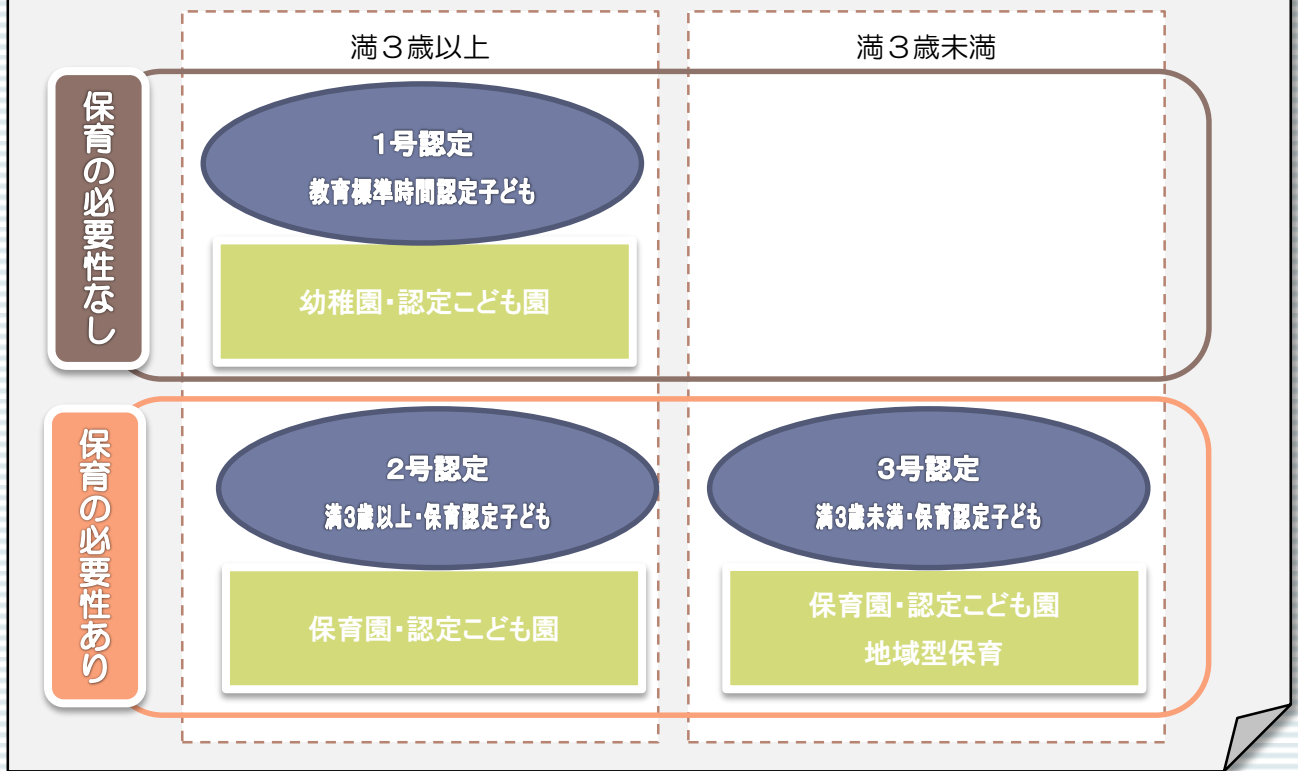 満３歳以上
満３歳未満
保育の必要性なし
１号認定
教育標準時間認定子ども
幼稚園・認定こども園
保育の必要性あり
２号認定
満３歳以上・保育認定子ども
保育園・認定こども園
３号認定
満３歳未満・保育認定子ども
保育園・認定こども園
地域型保育